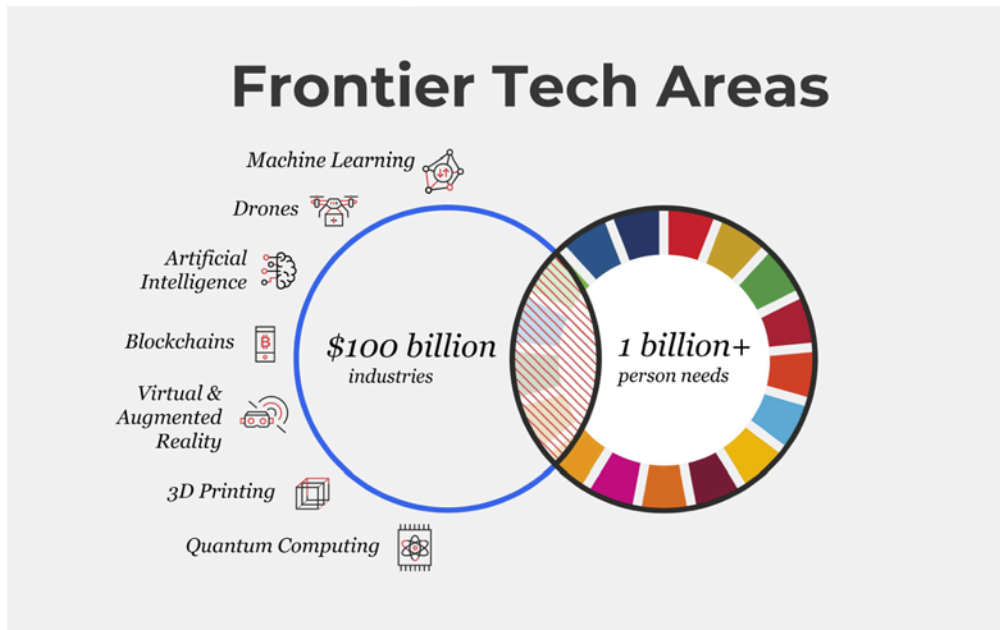 Frontier Tech Areas
Machine Learning
Drones
Artificial
Intelligence
Blockchains
Virtual &
Augmented
Reality
3D Printing
Quantum Computing
$100 billion
industries
1 billion+
person needs